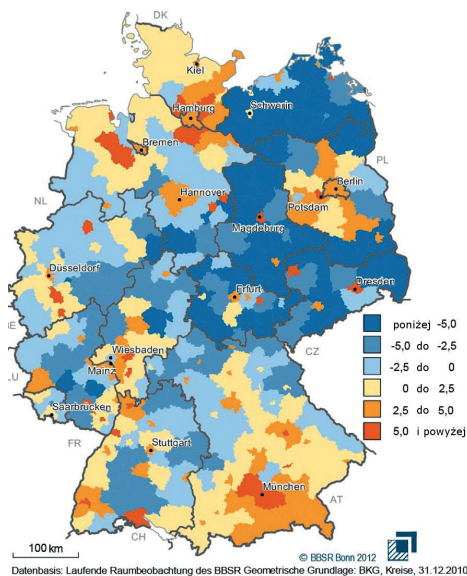 DK
Kiel
Schwerin
Hamburg
Bremen
PL
Berlin
NL
Hannover
Potsdam
Magdeburg
Düsseldorf
Dresden
Erfurt
Wiesbaden
Mainz
CZ
LU
Saarbrücken
FR
Stuttgart
München
AT
CH
poniżej -5,0
-5,0 do -2,5
-2,5 do 0
0 do 2,5
2,5 do 5,0
5,0 i powyżej
100 km
© BBSR Bonn 2012
Datenbasis: Laufende Raumbeobachtung des BBSR Geometrische Grundlage: BKG, Kreise, 31.12.2010